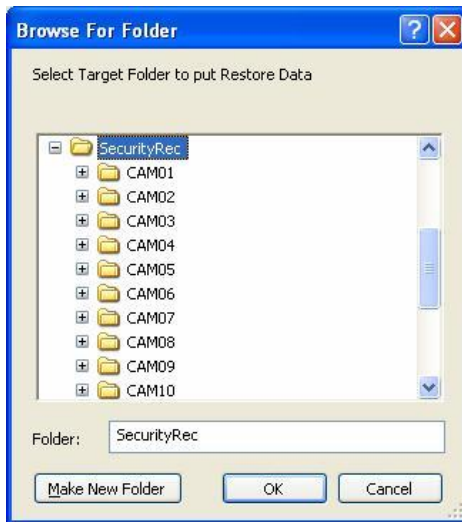 Browse For Folder
Select Target Folder to put Restore Data
SecurityRec
CAM01
CAM02
CAM03
CAM04
CAM05
CAM06
CAM07
CAM08
CAM09
CAM10
Folder: SecurityRec
Make New Folder OK Cancel